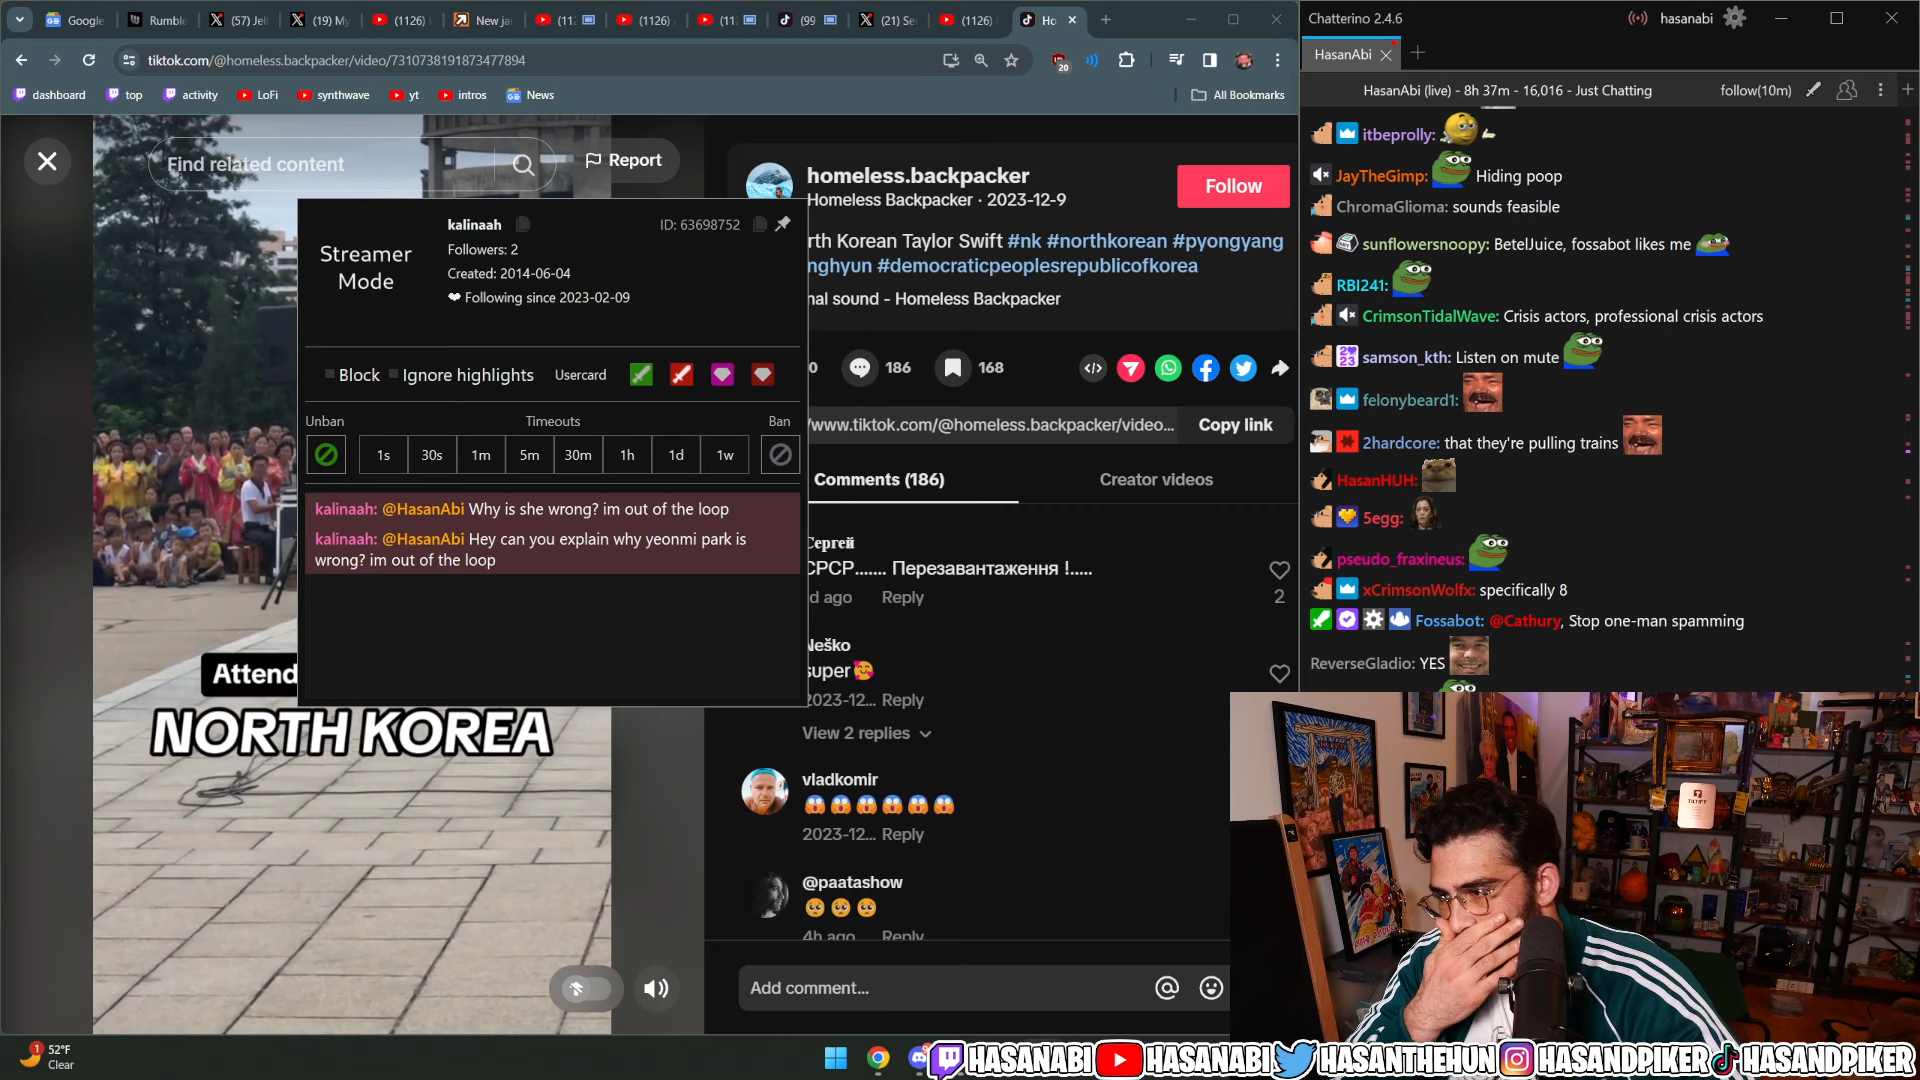 Google
Rumble
(57) Jel
(19) My
(1126)
New ja
(112
(1126)
(112
(99
(21) Se
(1126)
Ho
tiktok.com/@homeless.backpacker/video/7310738191873477894
20
dashboard
top
activity
LoFi
synthwave
yt
intros
News
All Bookmarks
Find related content
Report
homeless.backpacker
Homeless Backpacker · 2023-12-9
Follow
rth Korean Taylor Swift #nk #northkorean #pyongyang
nghyun #democraticpeoplesrepublicofkorea
nal sound - Homeless Backpacker
0
186
168
/www.tiktok.com/@homeless.backpacker/video...
Copy link
Comments (186)
Creator videos
Сергей
СРСР....... Перезавантаження !.....
d ago
Reply
2
Neško
super🥰
2023-12...
Reply
View 2 replies
vladkomir
😱😱😱😱😱😱
2023-12...
Reply
@paatashow
🥺🥺🥺
4h ago
Reply
Add comment...
Streamer
Mode
kalinaah
ID: 63698752
Followers: 2
Created: 2014-06-04
❤ Following since 2023-02-09
Block
Ignore highlights
Usercard
Unban
Timeouts
Ban
1s
30s
1m
5m
30m
1h
1d
1w
kalinaah: @HasanAbi Why is she wrong? im out of the loop
kalinaah: @HasanAbi Hey can you explain why yeonmi park is
wrong? im out of the loop
Attend
NORTH KOREA
Chatterino 2.4.6
hasanabi
HasanAbi
HasanAbi (live) - 8h 37m - 16,016 - Just Chatting
follow(10m)
itbeprolly:
JayTheGimp: Hiding poop
ChromaGlioma: sounds feasible
sunflowersnoopy: BetelJuice, fossabot likes me
RBI241:
CrimsonTidalWave: Crisis actors, professional crisis actors
samson_kth: Listen on mute
felonybeard1:
2hardcore: that they're pulling trains
HasanHUH:
5egg:
pseudo_fraxineus:
xCrimsonWolfx: specifically 8
Fossabot: @Cathury, Stop one-man spamming
ReverseGladio: YES
1
52°F
Clear
HASANABI
HASANABI
HASANTHEHUN
HASANDPIKER
HASANDPIKER